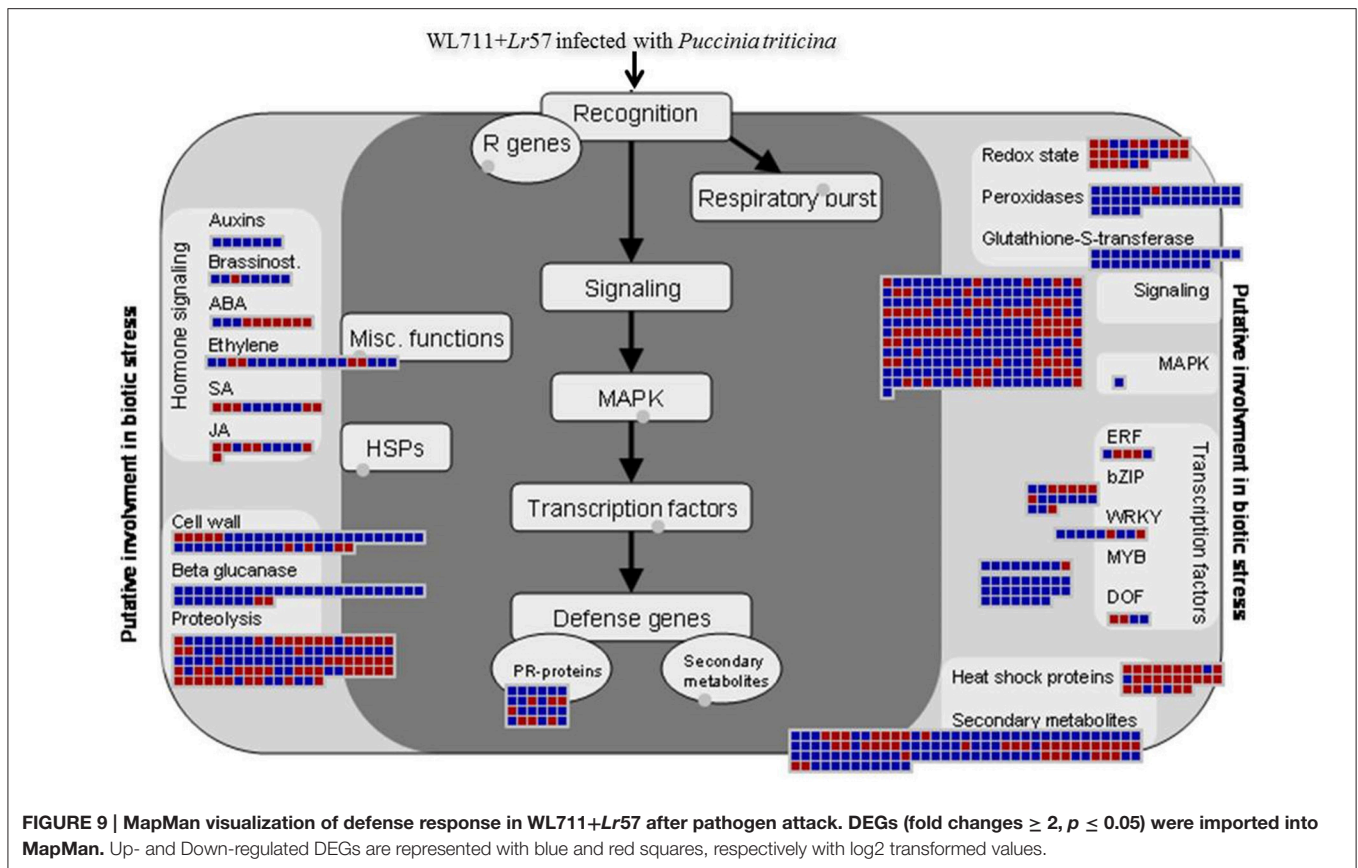 WL711+Lr57 infected with Puccinia triticina
Recognition
R genes
Respiratory burst
Signaling
Misc. functions
MAPK
HSPs
Transcription factors
Defense genes
PR-proteins
Secondary
metabolites
Putative involvment in biotic stress
Hormone signaling
Auxins
Brassinost.
ABA
Ethylene
SA
JA
Cell wall
Beta glucanase
Proteolysis
Redox state
Peroxidases
Glutathione-S-transferase
Signaling
MAPK
ERF
bZIP
WRKY
MYB
DOF
Transcription factors
Heat shock proteins
Secondary metabolites
Putative involvment in biotic stress
FIGURE 9 | MapMan visualization of defense response in WL711+Lr57 after pathogen attack. DEGs (fold changes ≥ 2, p ≤ 0.05) were imported into
MapMan. Up- and Down-regulated DEGs are represented with blue and red squares, respectively with log2 transformed values.